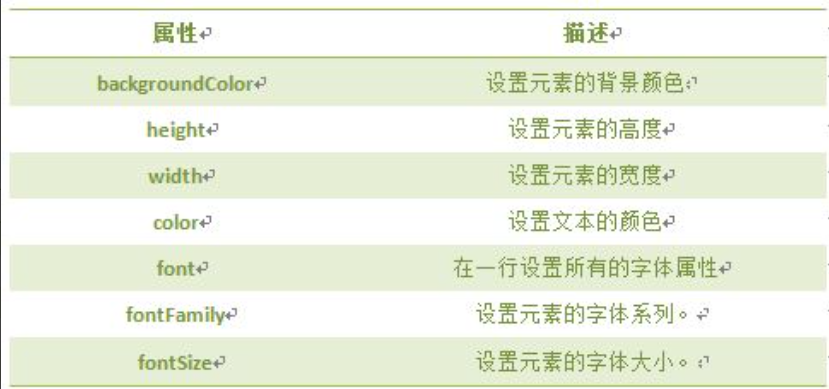 属性 描述
backgroundColor 设置元素的背景颜色
height 设置元素的高度
width 设置元素的宽度
color 设置文本的颜色
font 在一行设置所有的字体属性
fontFamily 设置元素的字体系列。
fontSize 设置元素的字体大小。